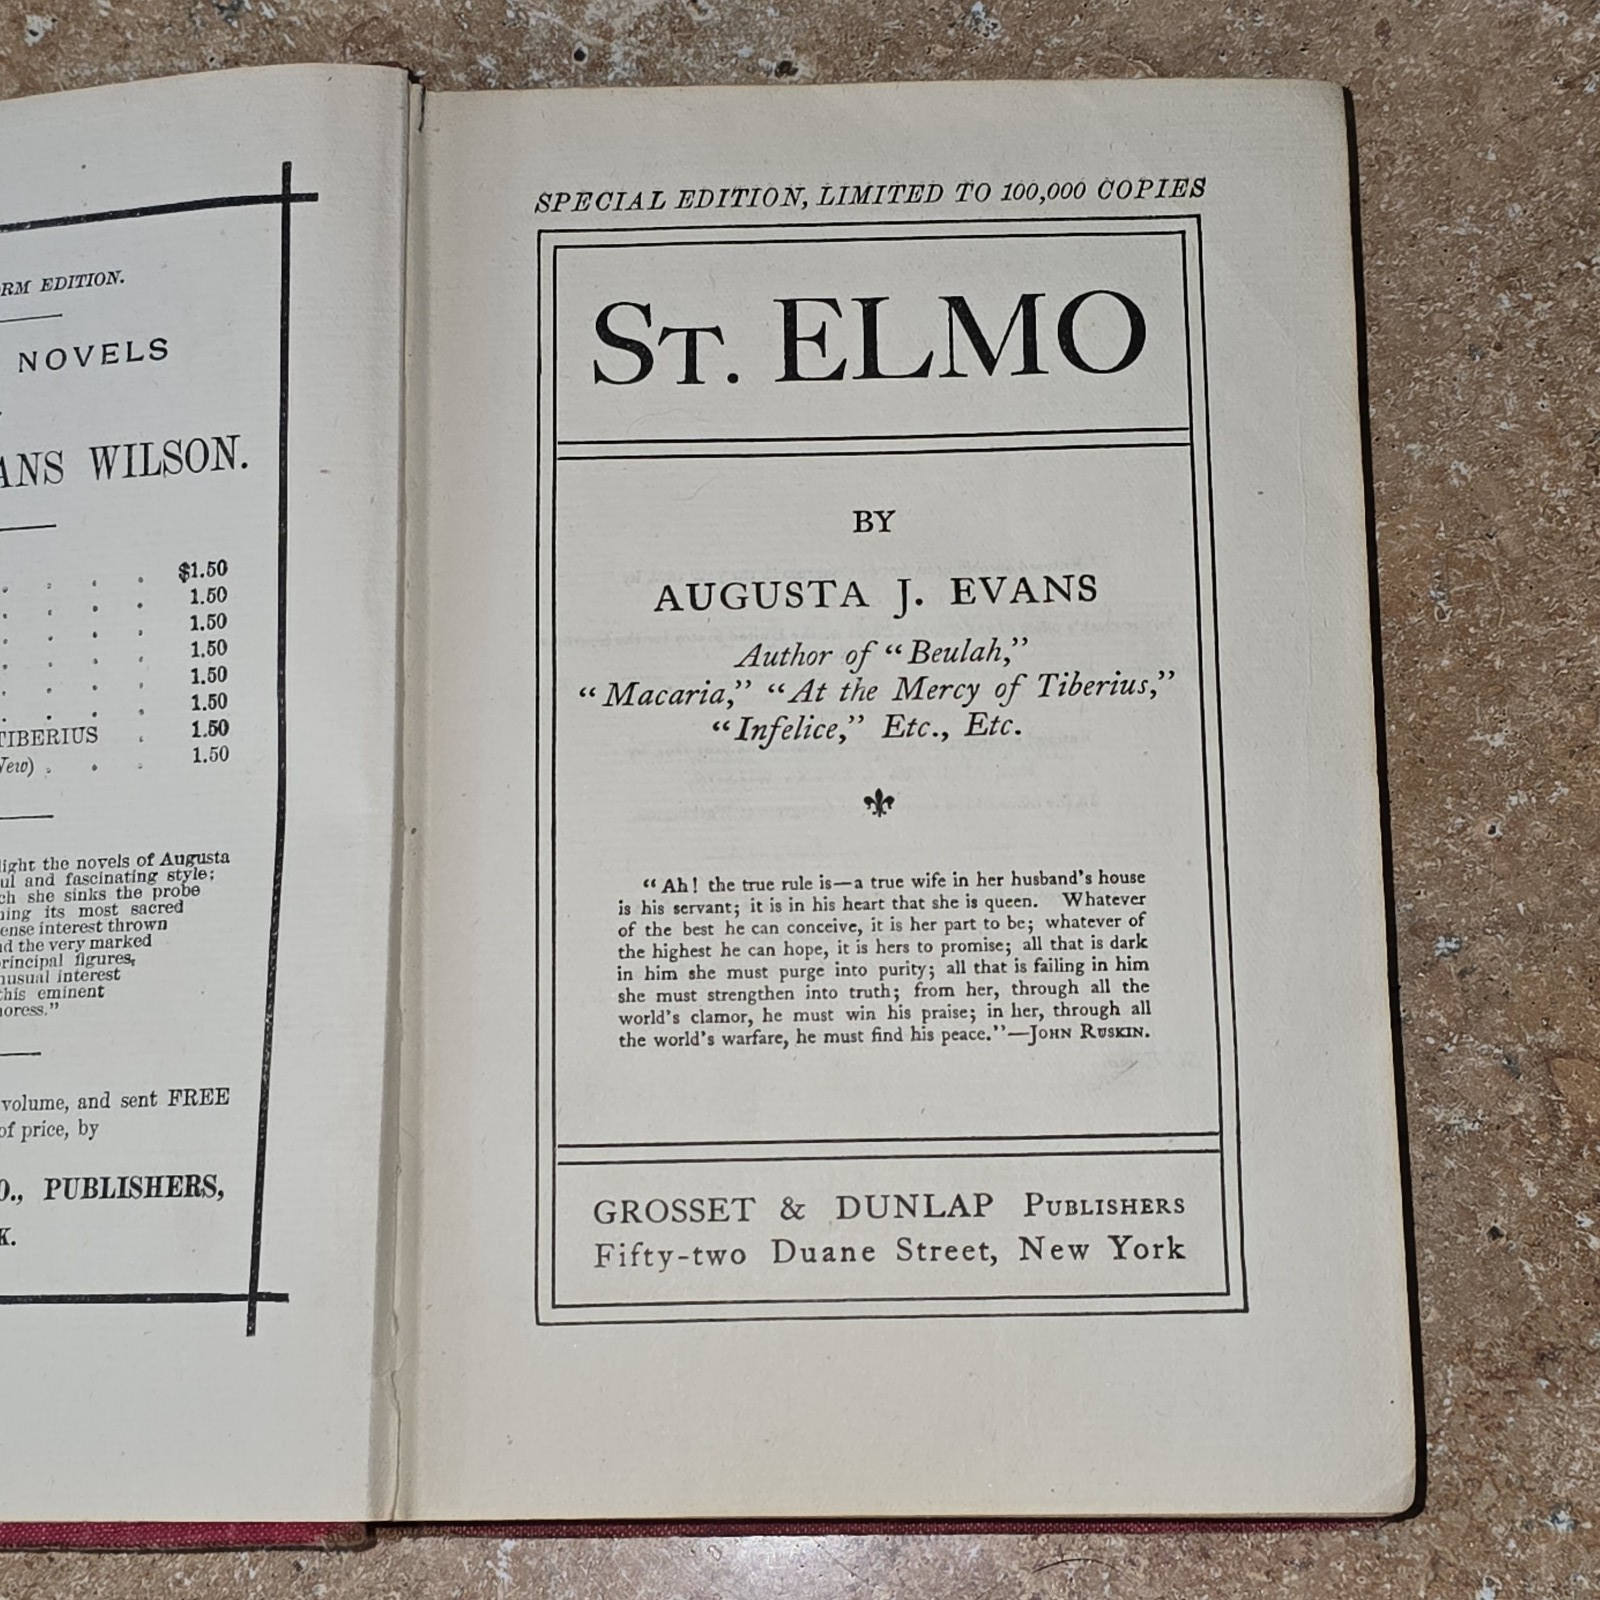 EDITION.
NOVELS
WILSON.
$1.50
1.50
1.50
1.50
1.50
1.50
TIBERIUS . 1.50
. . 1.50
the novels of Augusta
and fascinating style;
she sinks the probe
its most sacred
interest thrown
the very marked
figures,
interest
this eminent
volume, and sent FREE
of price, by
PUBLISHERS,
SPECIAL EDITION, LIMITED TO 100,000 COPIES
ST. ELMO
BY
AUGUSTA J. EVANS
Author of "Beulah,"
"Macaria," "At the Mercy of Tiberius,"
"Infelice," Etc., Etc.
"Ah! the true rule is—a true wife in her husband's house
is his servant; it is in his heart that she is queen. Whatever
of the best he can conceive, it is her part to be; whatever of
the highest he can hope, it is hers to promise; all that is dark
in him she must purge into purity; all that is failing in him
she must strengthen into truth; from her, through all the
world's clamor, he must win his praise; in her, through all
the world's warfare, he must find his peace."—JOHN RUSKIN.
GROSSET & DUNLAP PUBLISHERS
Fifty-two Duane Street, New York